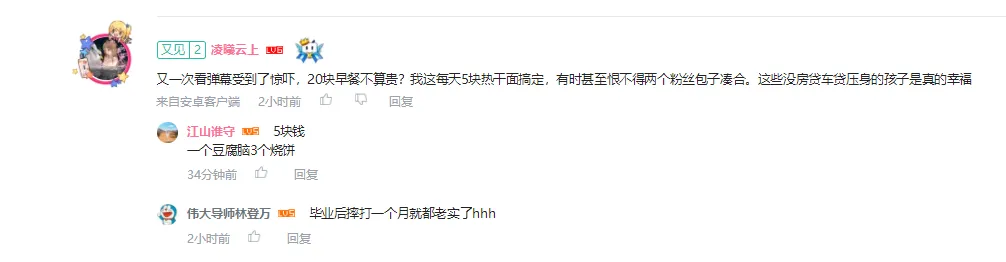 又见 2 凌曦云上 LV6
又一次看弹幕受到了惊吓，20块早餐不算贵？我这每天5块热干面搞定，有时甚至恨不得两个粉丝包子凑合。这些没房贷车贷压身的孩子是真的幸福
来自安卓客户端 2小时前 回复
江山谁守 LV5 5块钱
一个豆腐脑3个烧饼
34分钟前 回复
伟大导师林登万 LV5 毕业后摔打一个月就都老实了hhh
2小时前 回复